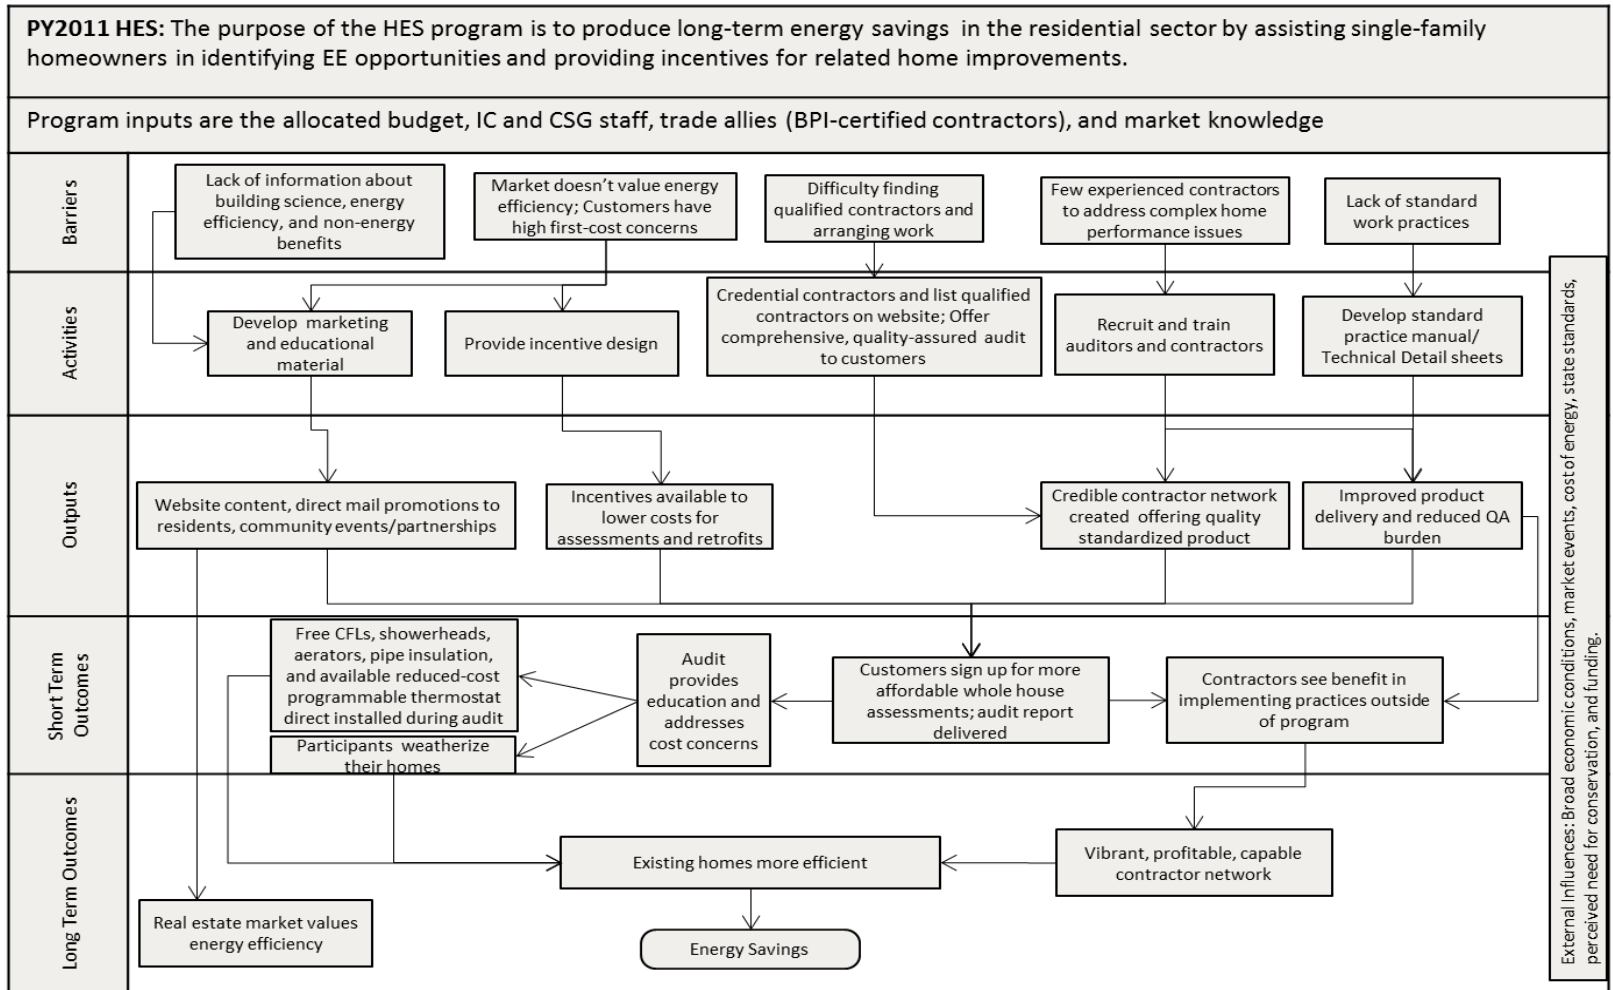 PY2011 HES: The purpose of the HES program is to produce long-term energy savings in the residential sector by assisting single-family
homeowners in identifying EE opportunities and providing incentives for related home improvements.
Program inputs are the allocated budget, IC and CSG staff, trade allies (BPI-certified contractors), and market knowledge
Barriers
Lack of information about
building science, energy
efficiency, and non-energy
benefits
Market doesn't value energy
efficiency; Customers have
high first-cost concerns
Difficulty finding
qualified contractors and
arranging work
Few experienced contractors
to address complex home
performance issues
Lack of standard
work practices
Activities
Develop marketing
and educational
material
Provide incentive design
Credential contractors and list qualified
contractors on website; Offer
comprehensive, quality-assured audit
to customers
Recruit and train
auditors and contractors
Develop standard
practice manual/
Technical Detail sheets
Outputs
Website content, direct mail promotions to
residents, community events/partnerships
Incentives available to
lower costs for
assessments and retrofits
Credible contractor network
created offering quality
standardized product
Improved product
delivery and reduced QA
burden
Short Term
Outcomes
Free CFLs, showerheads,
aerators, pipe insulation,
and available reduced-cost
programmable thermostat
direct installed during audit
Participants weatherize
their homes
Audit
provides
education and
addresses
cost concerns
Customers sign up for more
affordable whole house
assessments; audit report
delivered
Contractors see benefit in
implementing practices outside
of program
Long Term Outcomes
Existing homes more efficient
Vibrant, profitable, capable
contractor network
Real estate market values
energy efficiency
Energy Savings
External Influences: Broad economic conditions, market events, cost of energy, state standards,
perceived need for conservation, and funding.